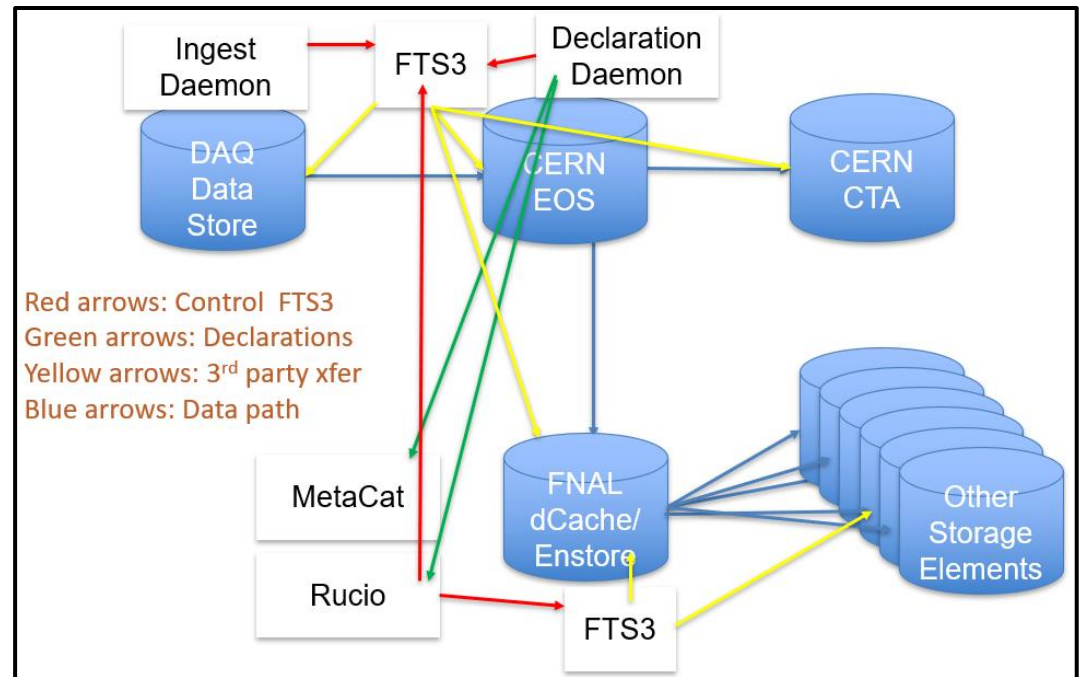 Ingest
Daemon
FTS3
Declaration
Daemon
DAQ
Data
Store
CERN
EOS
CERN
CTA
Red arrows: Control  FTS3
Green arrows: Declarations
Yellow arrows: 3rd party xfer
Blue arrows: Data path
MetaCat
FNAL
dCache/
Enstore
Other
Storage
Elements
Rucio
FTS3